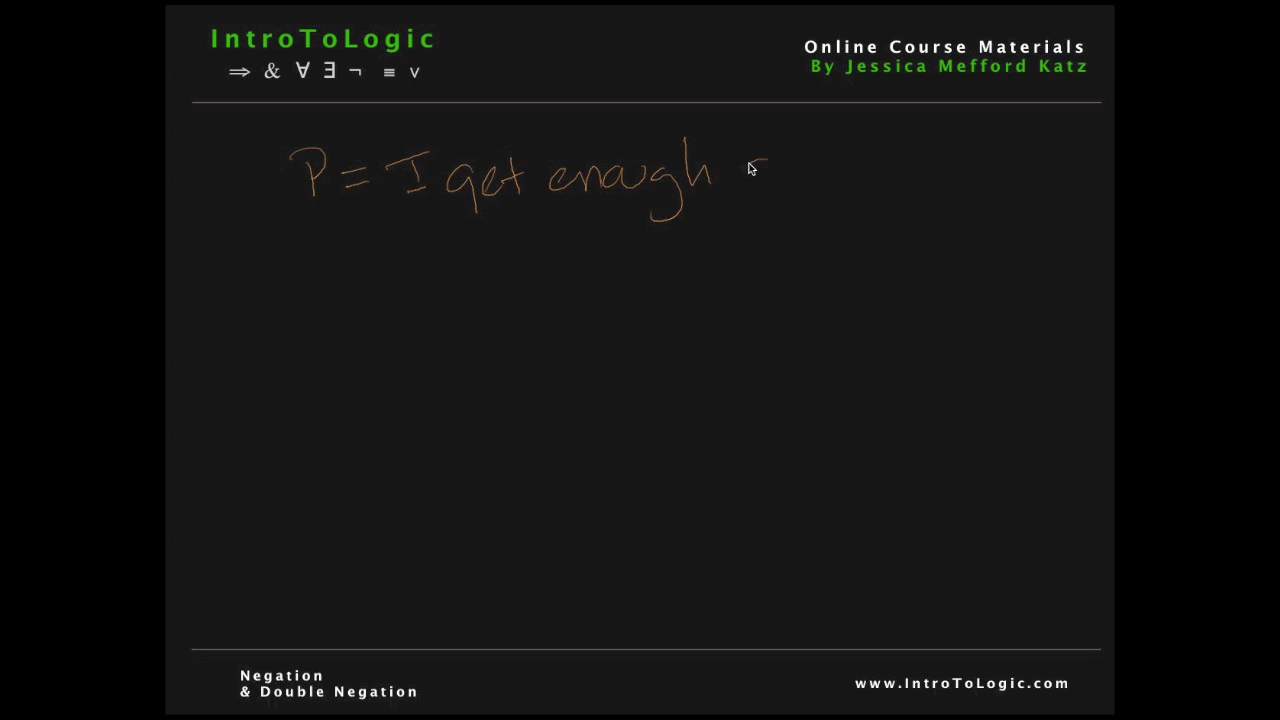 IntroToLogic
⇒ & ∀ ∃ ¬ ≡ ∨
Online Course Materials
By Jessica Mefford Katz
P = I get enough
Negation
& Double Negation
www.IntroToLogic.com